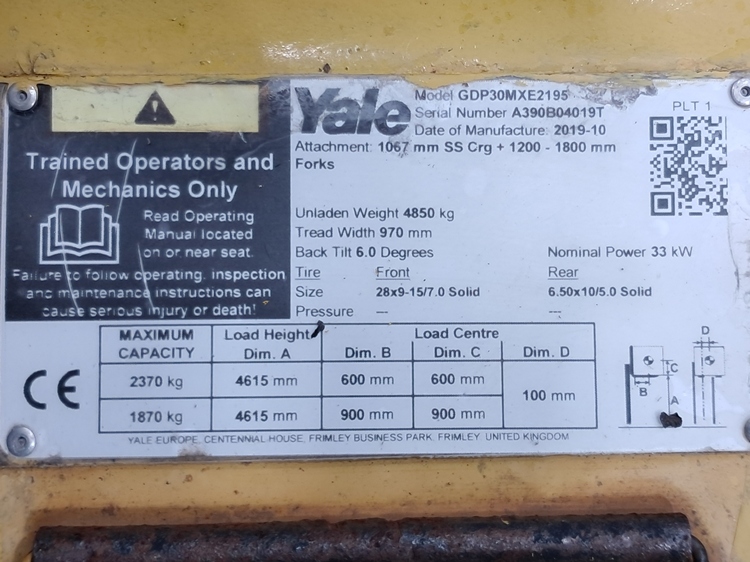 Trained Operators and
Mechanics Only
Read Operating
Manual located
on or near seat.
Failure to follow operating, inspection
and maintenance instructions can
cause serious injury or death!
Yale
Model GDP30MXE2195
Serial Number A390B04019T
Date of Manufacture: 2019-10
Attachment: 1067 mm SS Crg + 1200 - 1800 mm
Forks
PLT 1
Unladen Weight 4850 kg
Tread Width 970 mm
Back Tilt 6.0 Degrees Nominal Power 33 kW
Tire Front Rear
Size 28x9-15/7.0 Solid 6.50x10/5.0 Solid
Pressure --- ---
MAXIMUM CAPACITY Load Height Dim. A Load Centre
Dim. B Dim. C Dim. D
2370 kg 4615 mm 600 mm 600 mm 100 mm
1870 kg 4615 mm 900 mm 900 mm
CE
D
C
B
A
YALE EUROPE, CENTENNIAL HOUSE, FRIMLEY BUSINESS PARK, FRIMLEY, UNITED KINGDOM